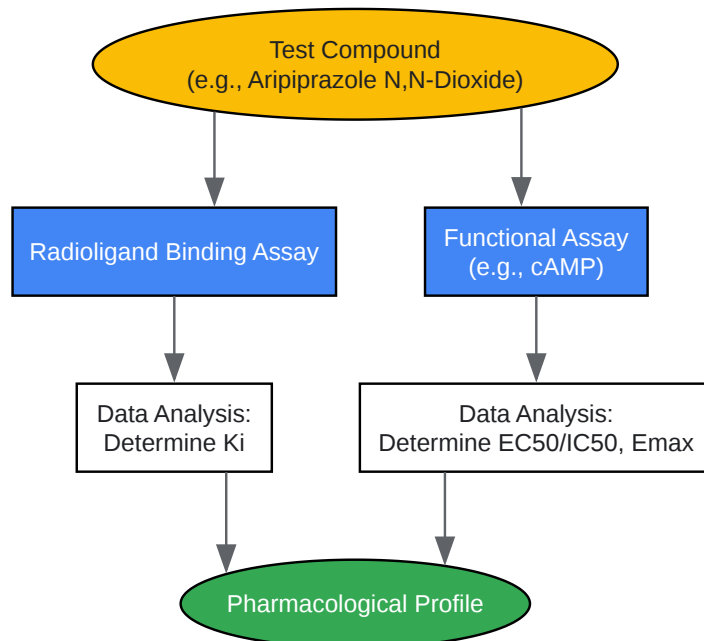 Test Compound
(e.g., Aripiprazole N,N-Dioxide)
Radioligand Binding Assay
Functional Assay
(e.g., cAMP)
Data Analysis:
Determine Ki
Data Analysis:
Determine EC50/IC50, Emax
Pharmacological Profile